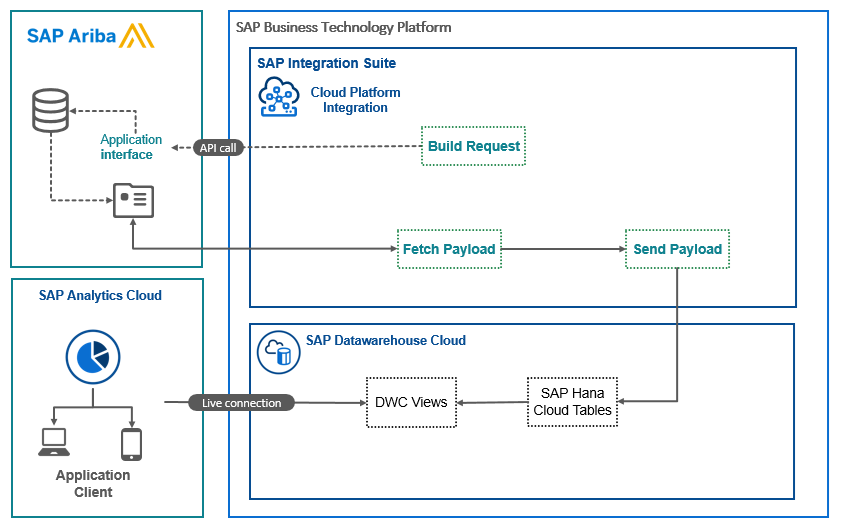 SAP Ariba
SAP Business Technology Platform
SAP Integration Suite
Cloud Platform
Integration
Application
interface
API call
Build Request
Fetch Payload
Send Payload
SAP Analytics Cloud
SAP Datawarehouse Cloud
Live connection
DWC Views
SAP Hana
Cloud Tables
Application
Client